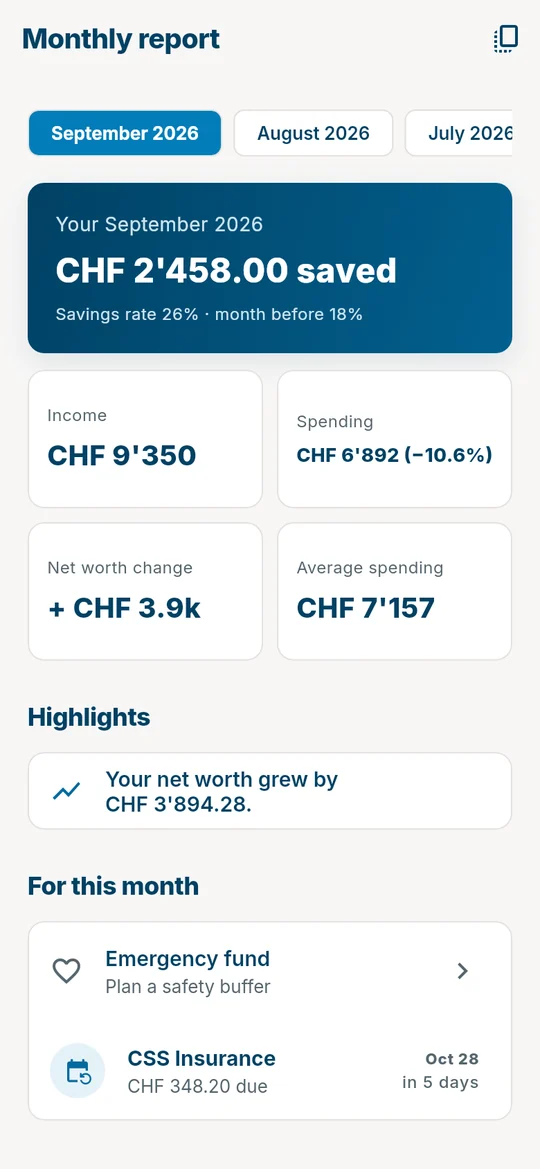 Monthly report
September 2026
August 2026
July 2026
Your September 2026
CHF 2'458.00 saved
Savings rate 26% · month before 18%
Income
CHF 9'350
Spending
CHF 6'892 (−10.6%)
Net worth change
+ CHF 3.9k
Average spending
CHF 7'157
Highlights
Your net worth grew by
CHF 3'894.28.
For this month
Emergency fund
Plan a safety buffer
CSS Insurance
CHF 348.20 due
Oct 28
in 5 days